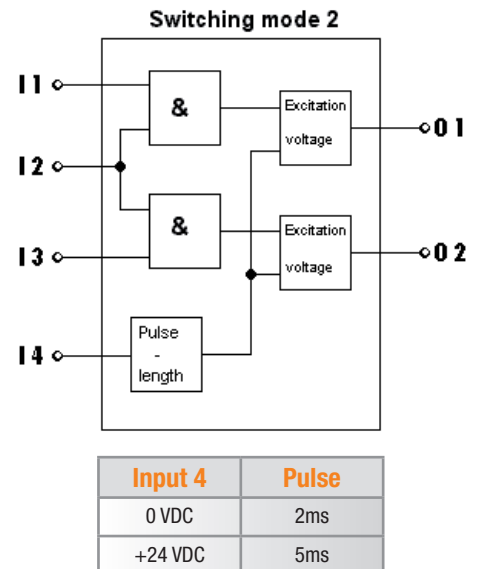 Switching mode 2
I1
&
Excitation
voltage
O1
I2
&
Excitation
voltage
O2
I3
Pulse
-
length
I4
Input 4 Pulse
0 VDC 2ms
+24 VDC 5ms